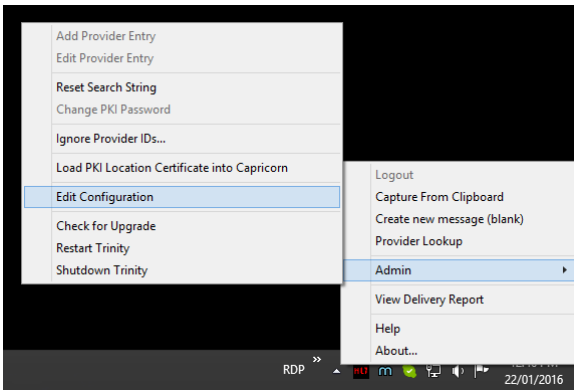 Add Provider Entry
Edit Provider Entry
Reset Search String
Change PKI Password
Ignore Provider IDs...
Load PKI Location Certificate into Capricorn
Edit Configuration
Check for Upgrade
Restart Trinity
Shutdown Trinity
Logout
Capture From Clipboard
Create new message (blank)
Provider Lookup
Admin
View Delivery Report
Help
About...
RDP
HL7
m
22/01/2016